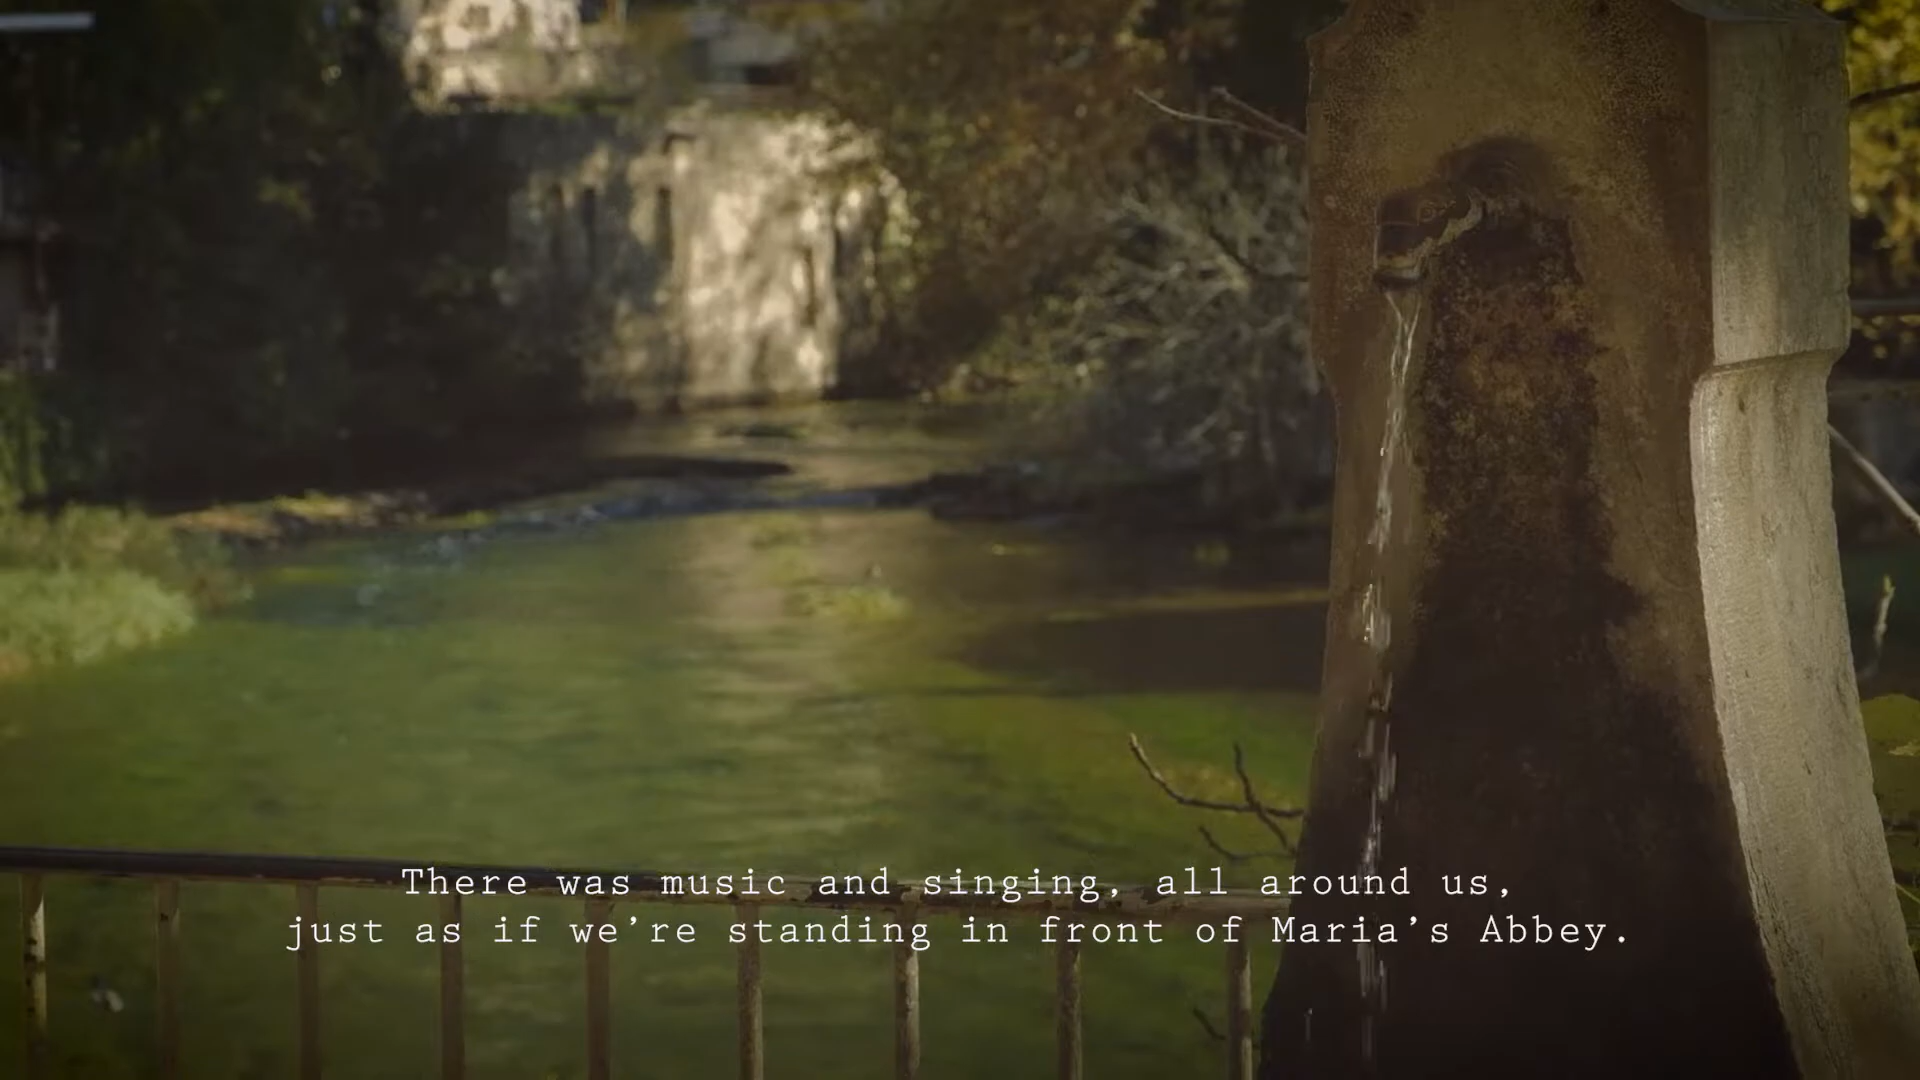 There was music and singing, all around us,
just as if we’re standing in front of Maria’s Abbey.